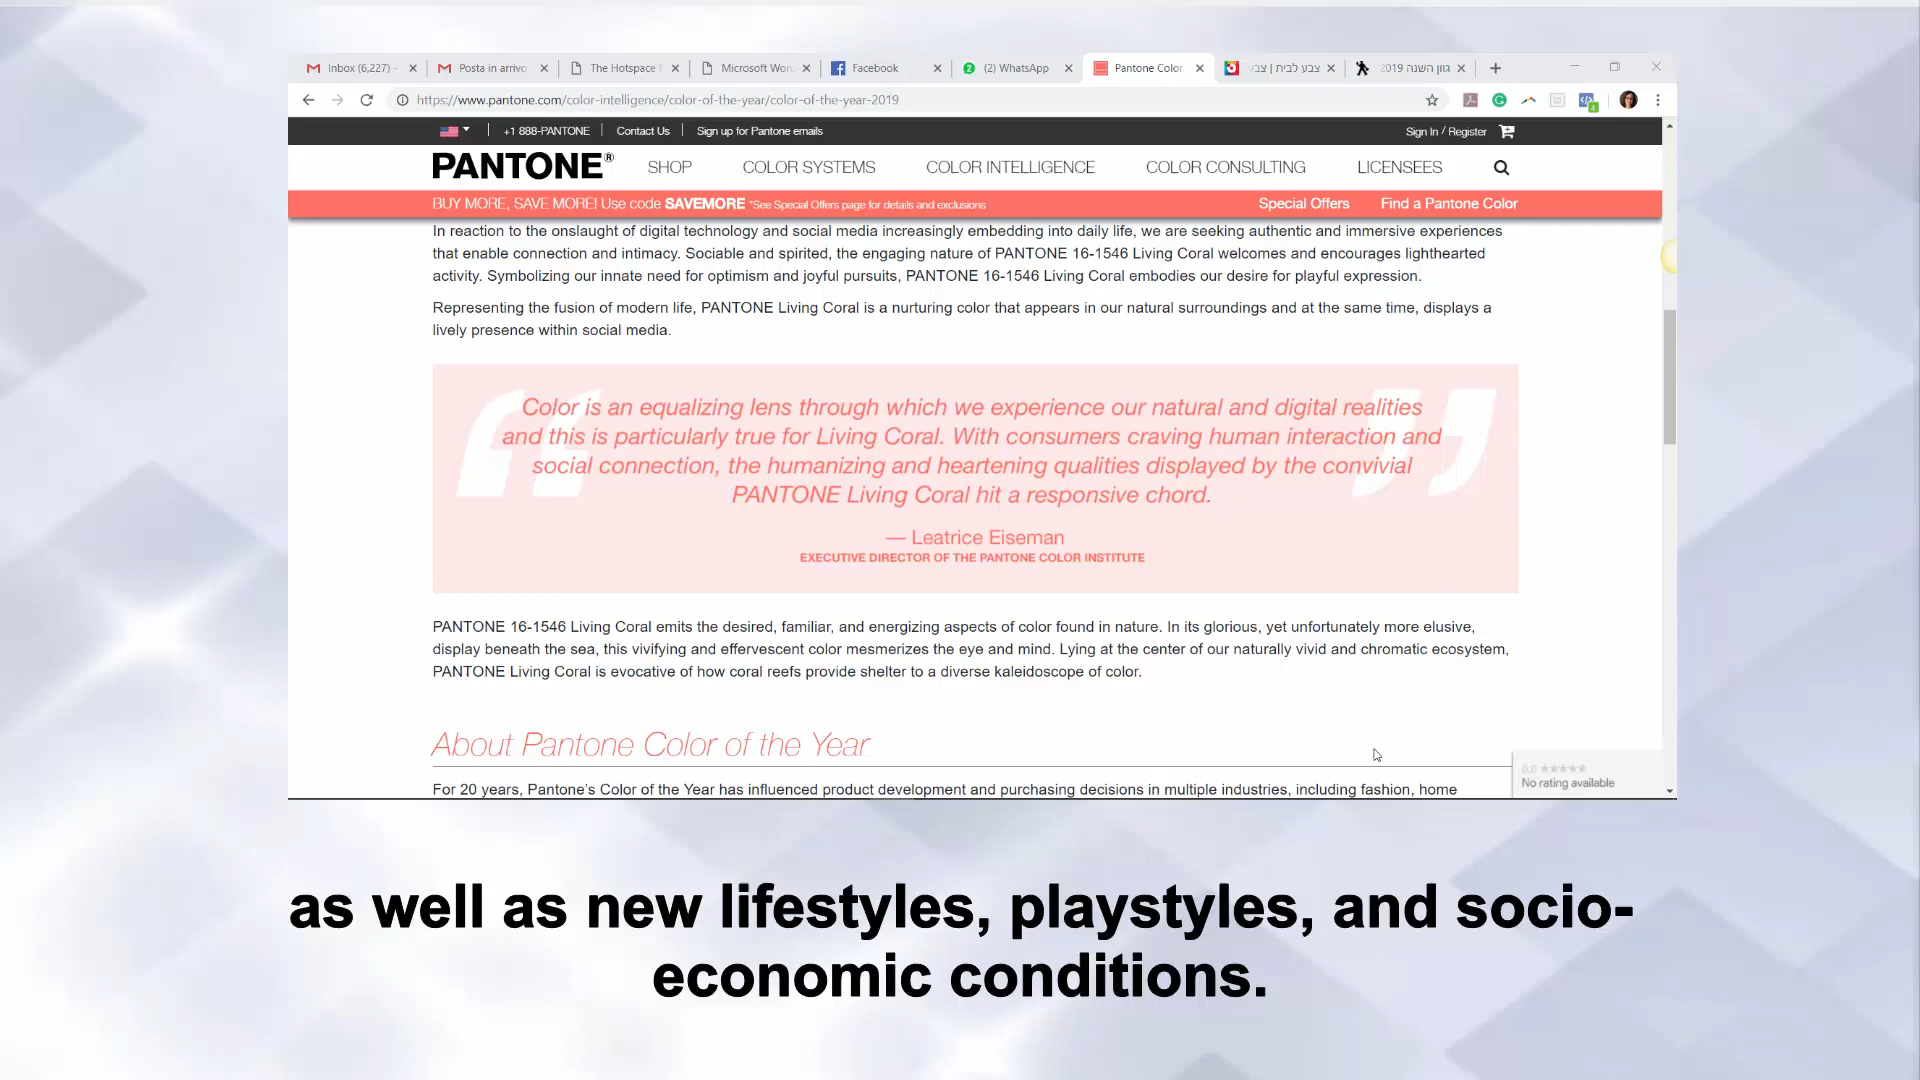 Inbox (6,227) -
Posta in arrivo
The Hotspace
Microsoft Wor
Facebook
(2) WhatsApp
Pantone Color
צבע לבית | צבע
גוון השנה 2019
https://www.pantone.com/color-intelligence/color-of-the-year/color-of-the-year-2019
+1 888-PANTONE
Contact Us
Sign up for Pantone emails
Sign In / Register
PANTONE®
SHOP
COLOR SYSTEMS
COLOR INTELLIGENCE
COLOR CONSULTING
LICENSEES
BUY MORE, SAVE MORE! Use code SAVEMORE *See Special Offers page for details and exclusions
Special Offers
Find a Pantone Color
In reaction to the onslaught of digital technology and social media increasingly embedding into daily life, we are seeking authentic and immersive experiences
that enable connection and intimacy. Sociable and spirited, the engaging nature of PANTONE 16-1546 Living Coral welcomes and encourages lighthearted
activity. Symbolizing our innate need for optimism and joyful pursuits, PANTONE 16-1546 Living Coral embodies our desire for playful expression.
Representing the fusion of modern life, PANTONE Living Coral is a nurturing color that appears in our natural surroundings and at the same time, displays a
lively presence within social media.
Color is an equalizing lens through which we experience our natural and digital realities
and this is particularly true for Living Coral. With consumers craving human interaction and
social connection, the humanizing and heartening qualities displayed by the convivial
PANTONE Living Coral hit a responsive chord.
— Leatrice Eiseman
EXECUTIVE DIRECTOR OF THE PANTONE COLOR INSTITUTE
PANTONE 16-1546 Living Coral emits the desired, familiar, and energizing aspects of color found in nature. In its glorious, yet unfortunately more elusive,
display beneath the sea, this vivifying and effervescent color mesmerizes the eye and mind. Lying at the center of our naturally vivid and chromatic ecosystem,
PANTONE Living Coral is evocative of how coral reefs provide shelter to a diverse kaleidoscope of color.
About Pantone Color of the Year
0.0
No rating available
For 20 years, Pantone's Color of the Year has influenced product development and purchasing decisions in multiple industries, including fashion, home
as well as new lifestyles, playstyles, and socio-
economic conditions.